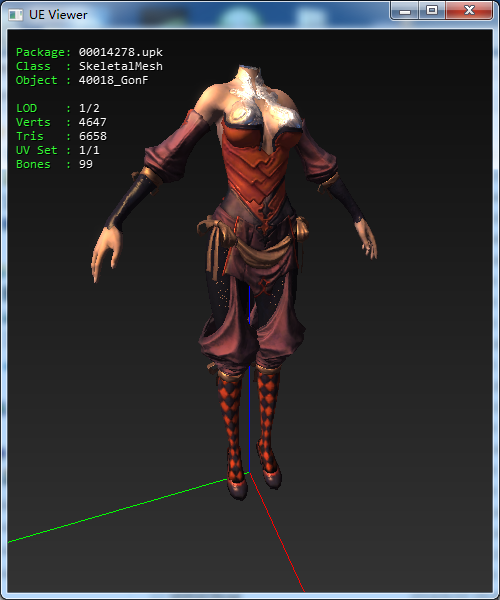 UE Viewer
Package: 00014278.upk
Class : SkeletalMesh
Object : 40018_GonF
LOD : 1/2
Verts : 4647
Tris : 6658
UV Set : 1/1
Bones : 99